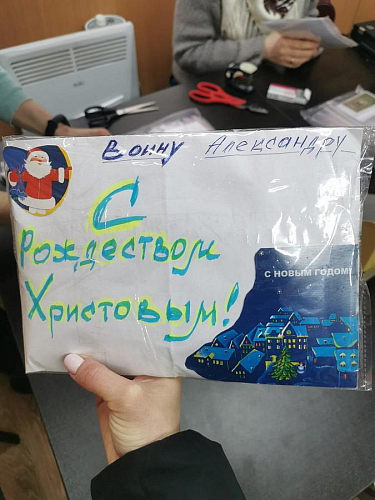 Воину Александру
С
Рождеством
Христовым!
С НОВЫМ ГОДОМ!